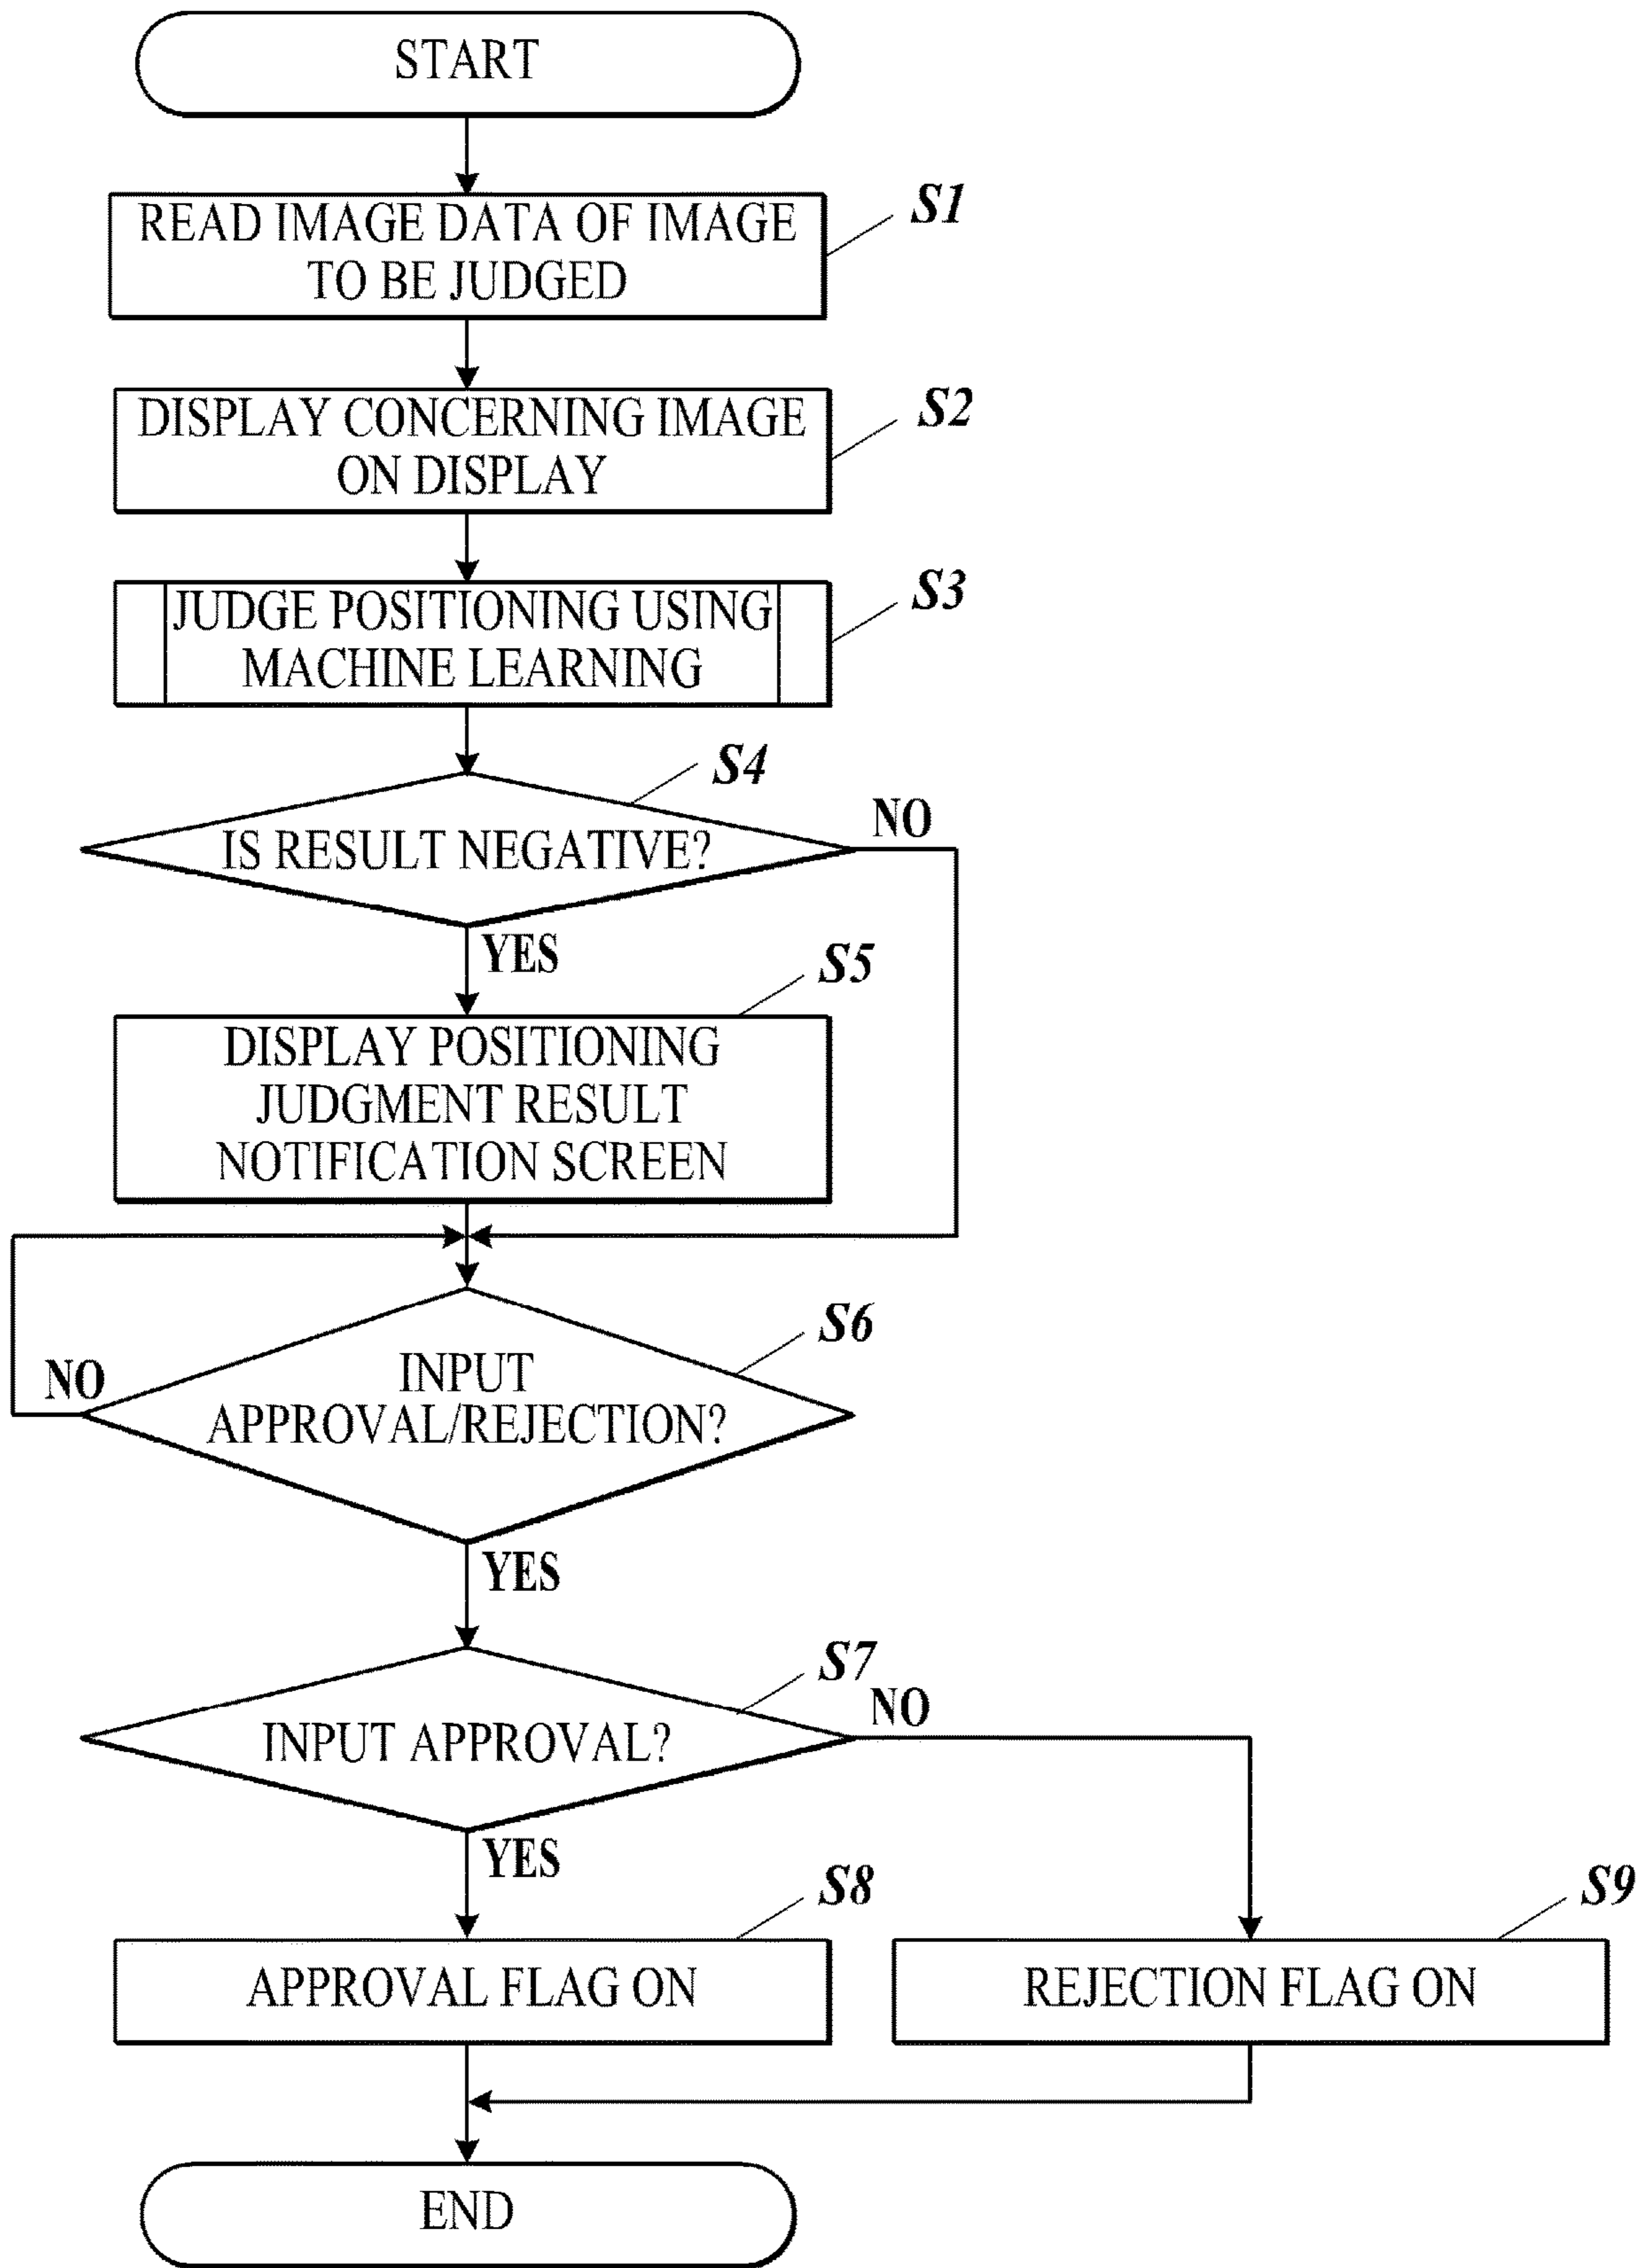 START
READ IMAGE DATA OF IMAGE
TO BE JUDGED
S1
DISPLAY CONCERNING IMAGE
ON DISPLAY
S2
JUDGE POSITIONING USING
MACHINE LEARNING
S3
IS RESULT NEGATIVE?
S4
NO
YES
DISPLAY POSITIONING
JUDGMENT RESULT
NOTIFICATION SCREEN
S5
INPUT
APPROVAL/REJECTION?
S6
NO
YES
INPUT APPROVAL?
S7
NO
YES
APPROVAL FLAG ON
S8
REJECTION FLAG ON
S9
END